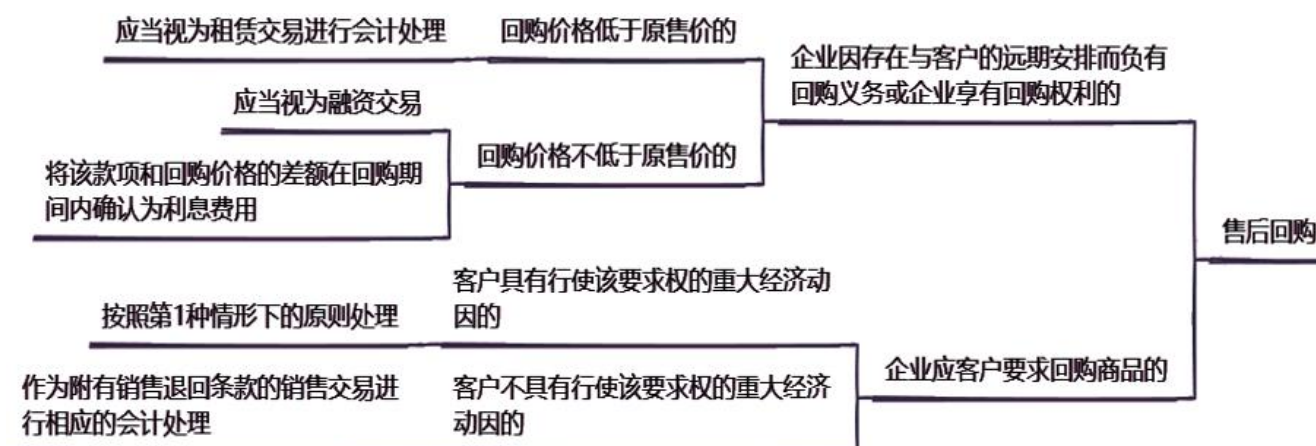 应当视为租赁交易进行会计处理
回购价格低于原售价的
企业因存在与客户的远期安排而负有
回购义务或企业享有回购权利的
应当视为融资交易
回购价格不低于原售价的
将该款项和回购价格的差额在回购期
间内确认为利息费用
售后回购
客户具有行使该要求权的重大经济动
因的
按照第1种情形下的原则处理
企业应客户要求回购商品的
作为附有销售退回条款的销售交易进
行相应的会计处理
客户不具有行使该要求权的重大经济
动因的